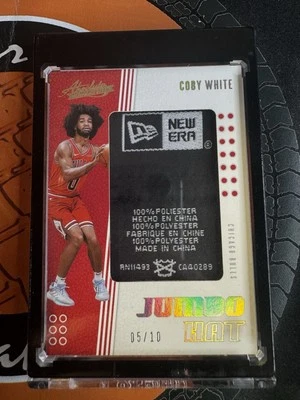 Absolute
COBY WHITE
NEW ERA
®
100% POLIESTER
HECHO EN CHINA
100% POLYESTER
FABRIQUE EN CHINE
100% POLYESTER
MADE IN CHINA
RN11493 CA40289
CHICAGO BULLS
JUMBO
HAT
05/10